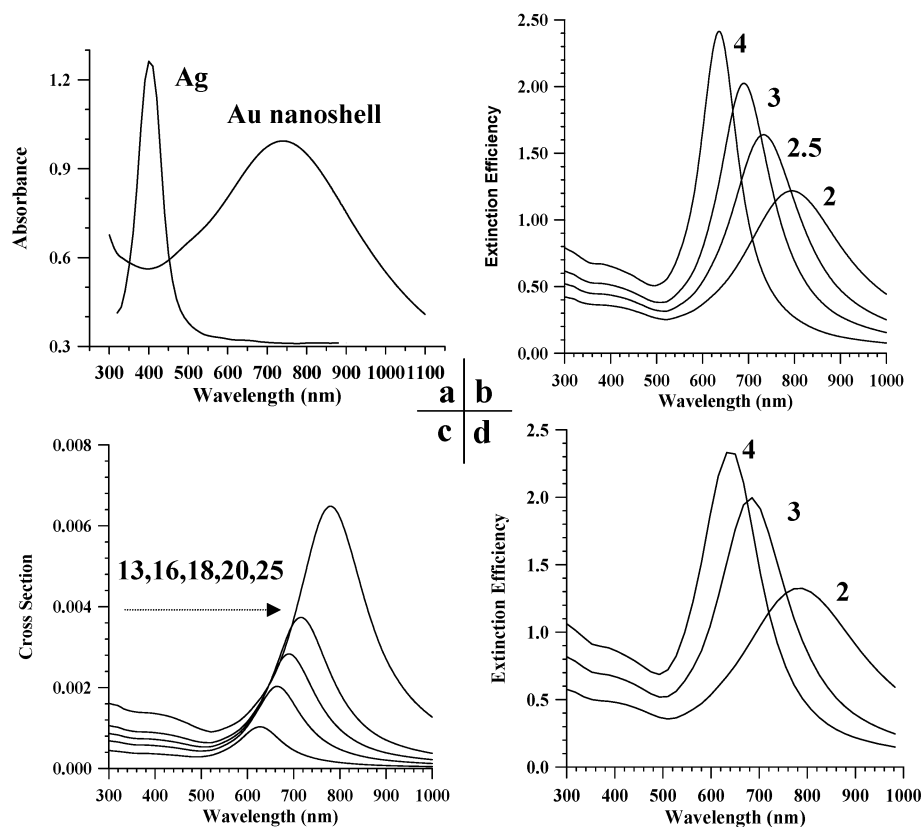 1.2
0.9
0.6
0.3
Absorbance
Ag
Au nanoshell
300 400 500 600 700 800 900 1000 1100
Wavelength (nm)
2.50
2.00
1.50
1.00
0.50
0.00
Extinction Efficiency
4
3
2.5
2
300 400 500 600 700 800 900 1000
Wavelength (nm)
a b
c d
0.008
0.006
0.004
0.002
0.000
Cross Section
13,16,18,20,25
300 400 500 600 700 800 900 1000
Wavelength (nm)
2.5
2.0
1.5
1.0
0.5
0.0
Extinction Efficiency
4
3
2
300 400 500 600 700 800 900 1000
Wavelength (nm)